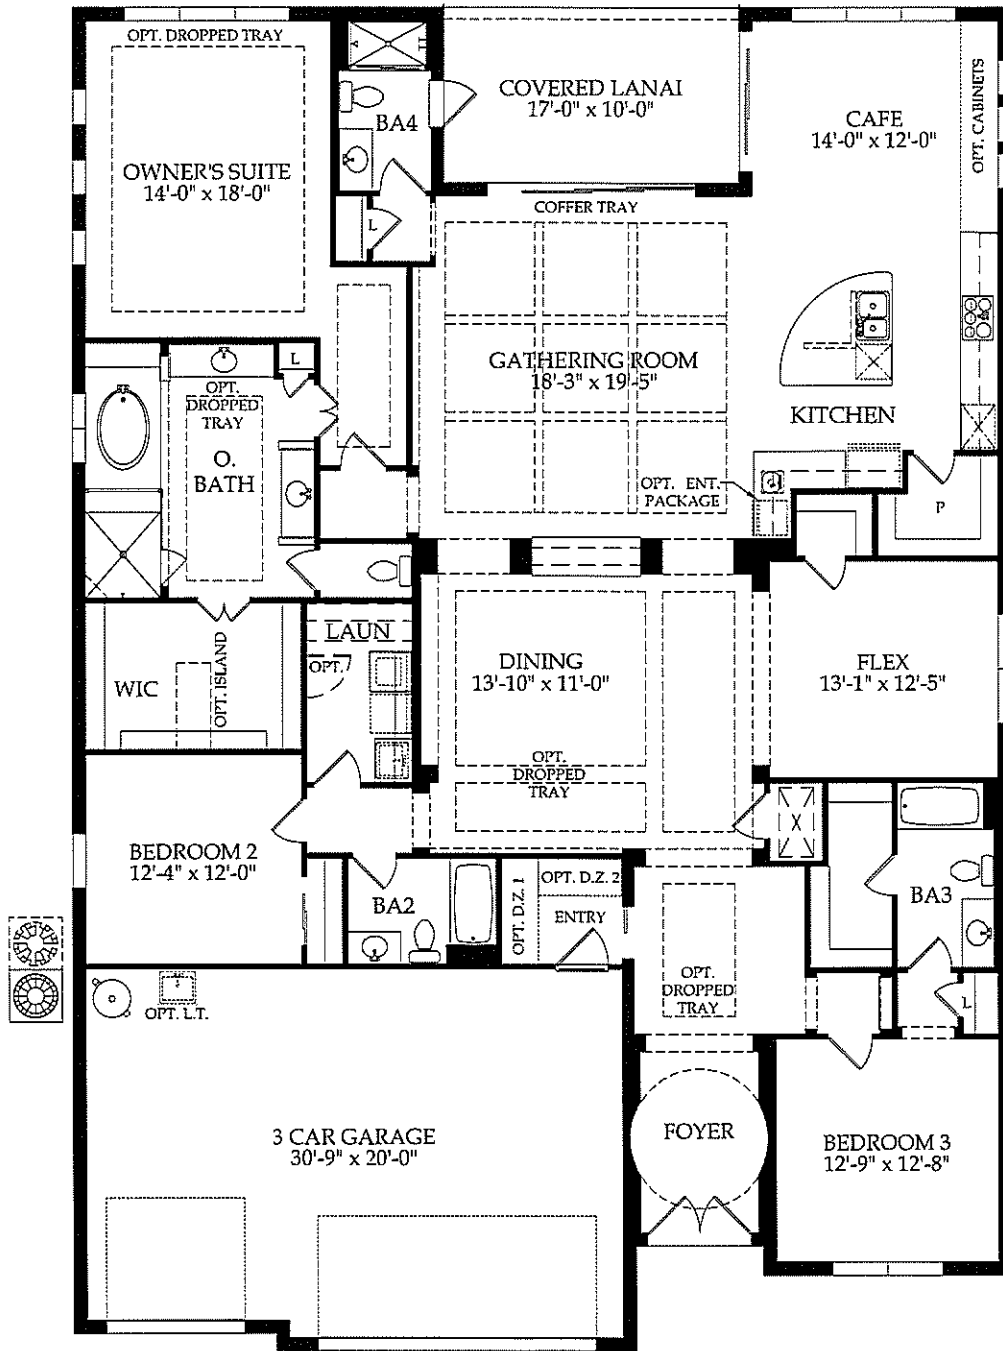 OPT. DROPPED TRAY
OWNER'S SUITE
14'-0" x 18'-0"
BA4
L
COVERED LANAI
17'-0" x 10'-0"
COFFER TRAY
CAFE
14'-0" x 12'-0"
OPT. CABINETS
GATHERING ROOM
18'-3" x 19'-5"
KITCHEN
OPT. ENT.
PACKAGE
P
L
OPT.
DROPPED
TRAY
O.
BATH
WIC
OPT. ISLAND
LAUN
OPT.
DINING
13'-10" x 11'-0"
OPT.
DROPPED
TRAY
FLEX
13'-1" x 12'-5"
X
BEDROOM 2
12'-4" x 12'-0"
BA2
OPT. D.Z. 1
OPT. D.Z. 2
ENTRY
BA3
L
OPT.
DROPPED
TRAY
OPT. L.T.
3 CAR GARAGE
30'-9" x 20'-0"
FOYER
BEDROOM 3
12'-9" x 12'-8"